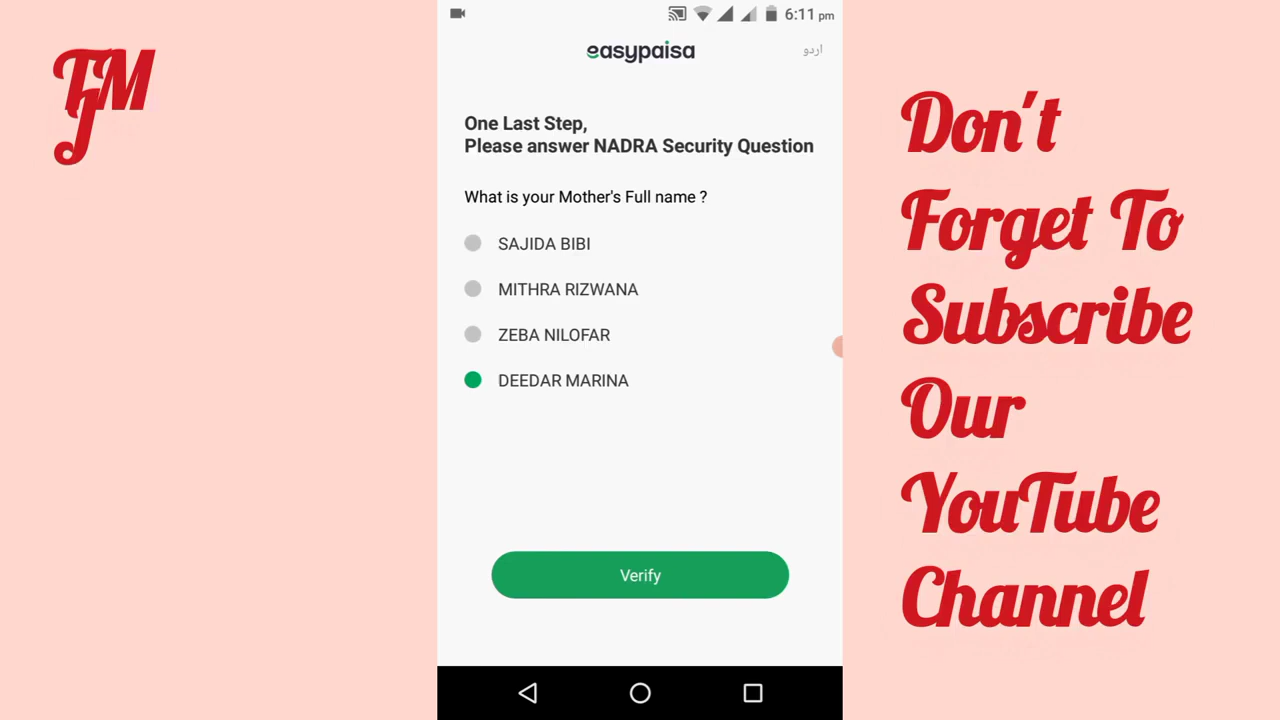 TM
J
6:11 pm
easypaisa
اردو
One Last Step,
Please answer NADRA Security Question
What is your Mother's Full name ?
SAJIDA BIBI
MITHRA RIZWANA
ZEBA NILOFAR
DEEDAR MARINA
Verify
Don't
Forget To
Subscribe
Our
YouTube
Channel